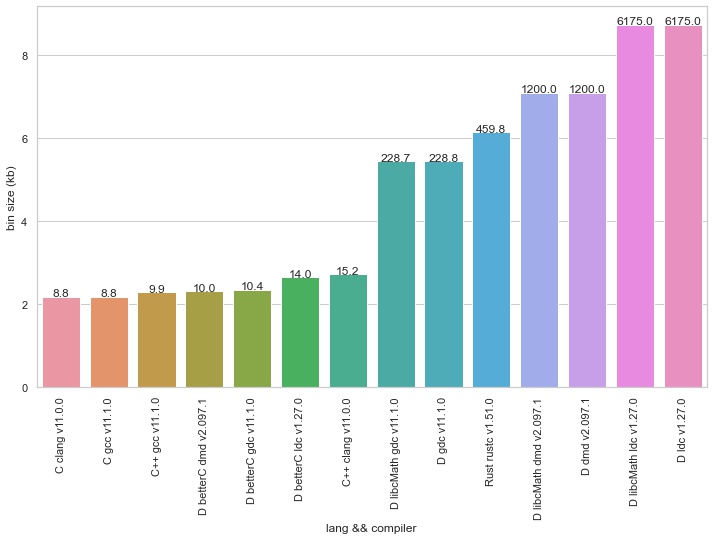 6175.0 6175.0
8
1200.0 1200.0
6
459.8
228.7 228.8
bin size (kb)
4
8.8 8.8 9.9 10.0 10.4 14.0 15.2
2
0
C clang v11.0.0
C gcc v11.1.0
C++ gcc v11.1.0
D betterC dmd v2.097.1
D betterC gdc v11.1.0
D betterC ldc v1.27.0
C++ clang v11.0.0
D libcMath gdc v11.1.0
D gdc v11.1.0
Rust rustc v1.51.0
D libcMath dmd v2.097.1
D dmd v2.097.1
D libcMath ldc v1.27.0
D ldc v1.27.0
lang && compiler